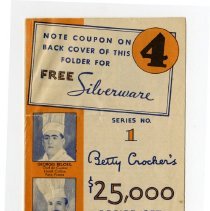 NOTE COUPON ON
BACK COVER OF THIS
FOLDER FOR
FREE Silverware
4
SERIES NO.
1
Betty Crocker's
$25,000